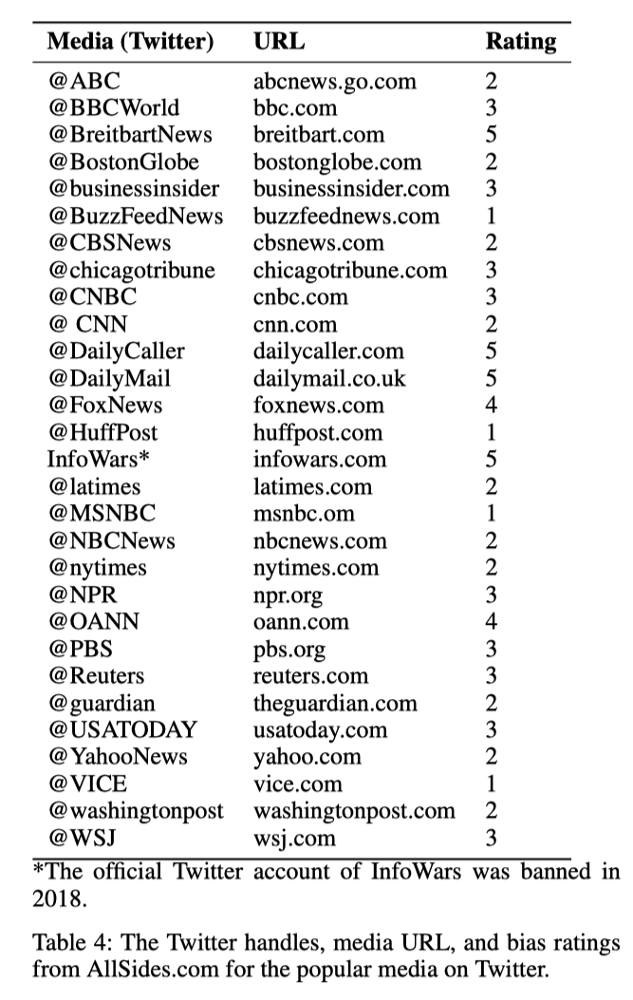 Media (Twitter) URL Rating
@ABC abcnews.go.com 2
@BBCWorld bbc.com 3
@BreitbartNews breitbart.com 5
@BostonGlobe bostonglobe.com 2
@businessinsider businessinsider.com 3
@BuzzFeedNews buzzfeednews.com 1
@CBSNews cbsnews.com 2
@chicagotribune chicagotribune.com 3
@CNBC cnbc.com 3
@ CNN cnn.com 2
@DailyCaller dailycaller.com 5
@DailyMail dailymail.co.uk 5
@FoxNews foxnews.com 4
@HuffPost huffpost.com 1
InfoWars* infowars.com 5
@latimes latimes.com 2
@MSNBC msnbc.om 1
@NBCNews nbcnews.com 2
@nytimes nytimes.com 2
@NPR npr.org 3
@OANN oann.com 4
@PBS pbs.org 3
@Reuters reuters.com 3
@guardian theguardian.com 2
@USATODAY usatoday.com 3
@YahooNews yahoo.com 2
@VICE vice.com 1
@washingtonpost washingtonpost.com 2
@WSJ wsj.com 3
*The official Twitter account of InfoWars was banned in
2018.
Table 4: The Twitter handles, media URL, and bias ratings
from AllSides.com for the popular media on Twitter.